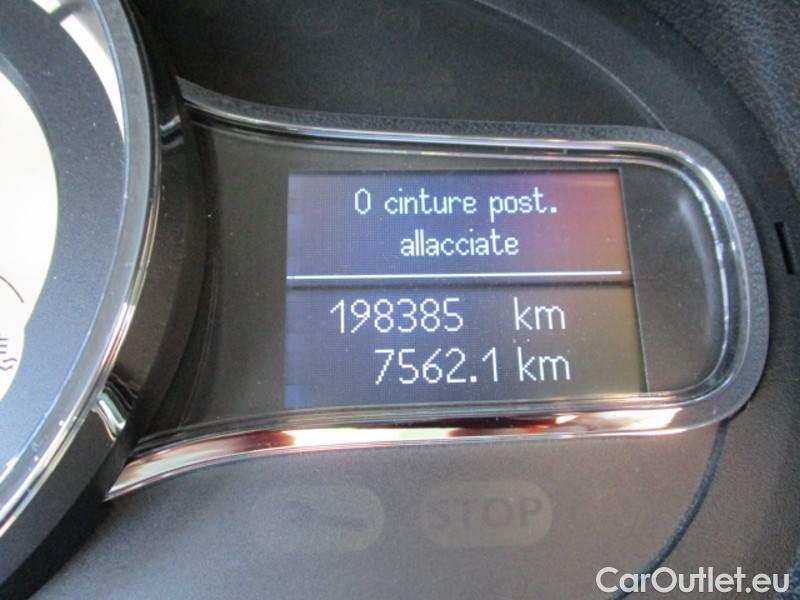 0 cinture post.
allacciate
198385 km
7562.1 km
STOP
CarOutlet.eu